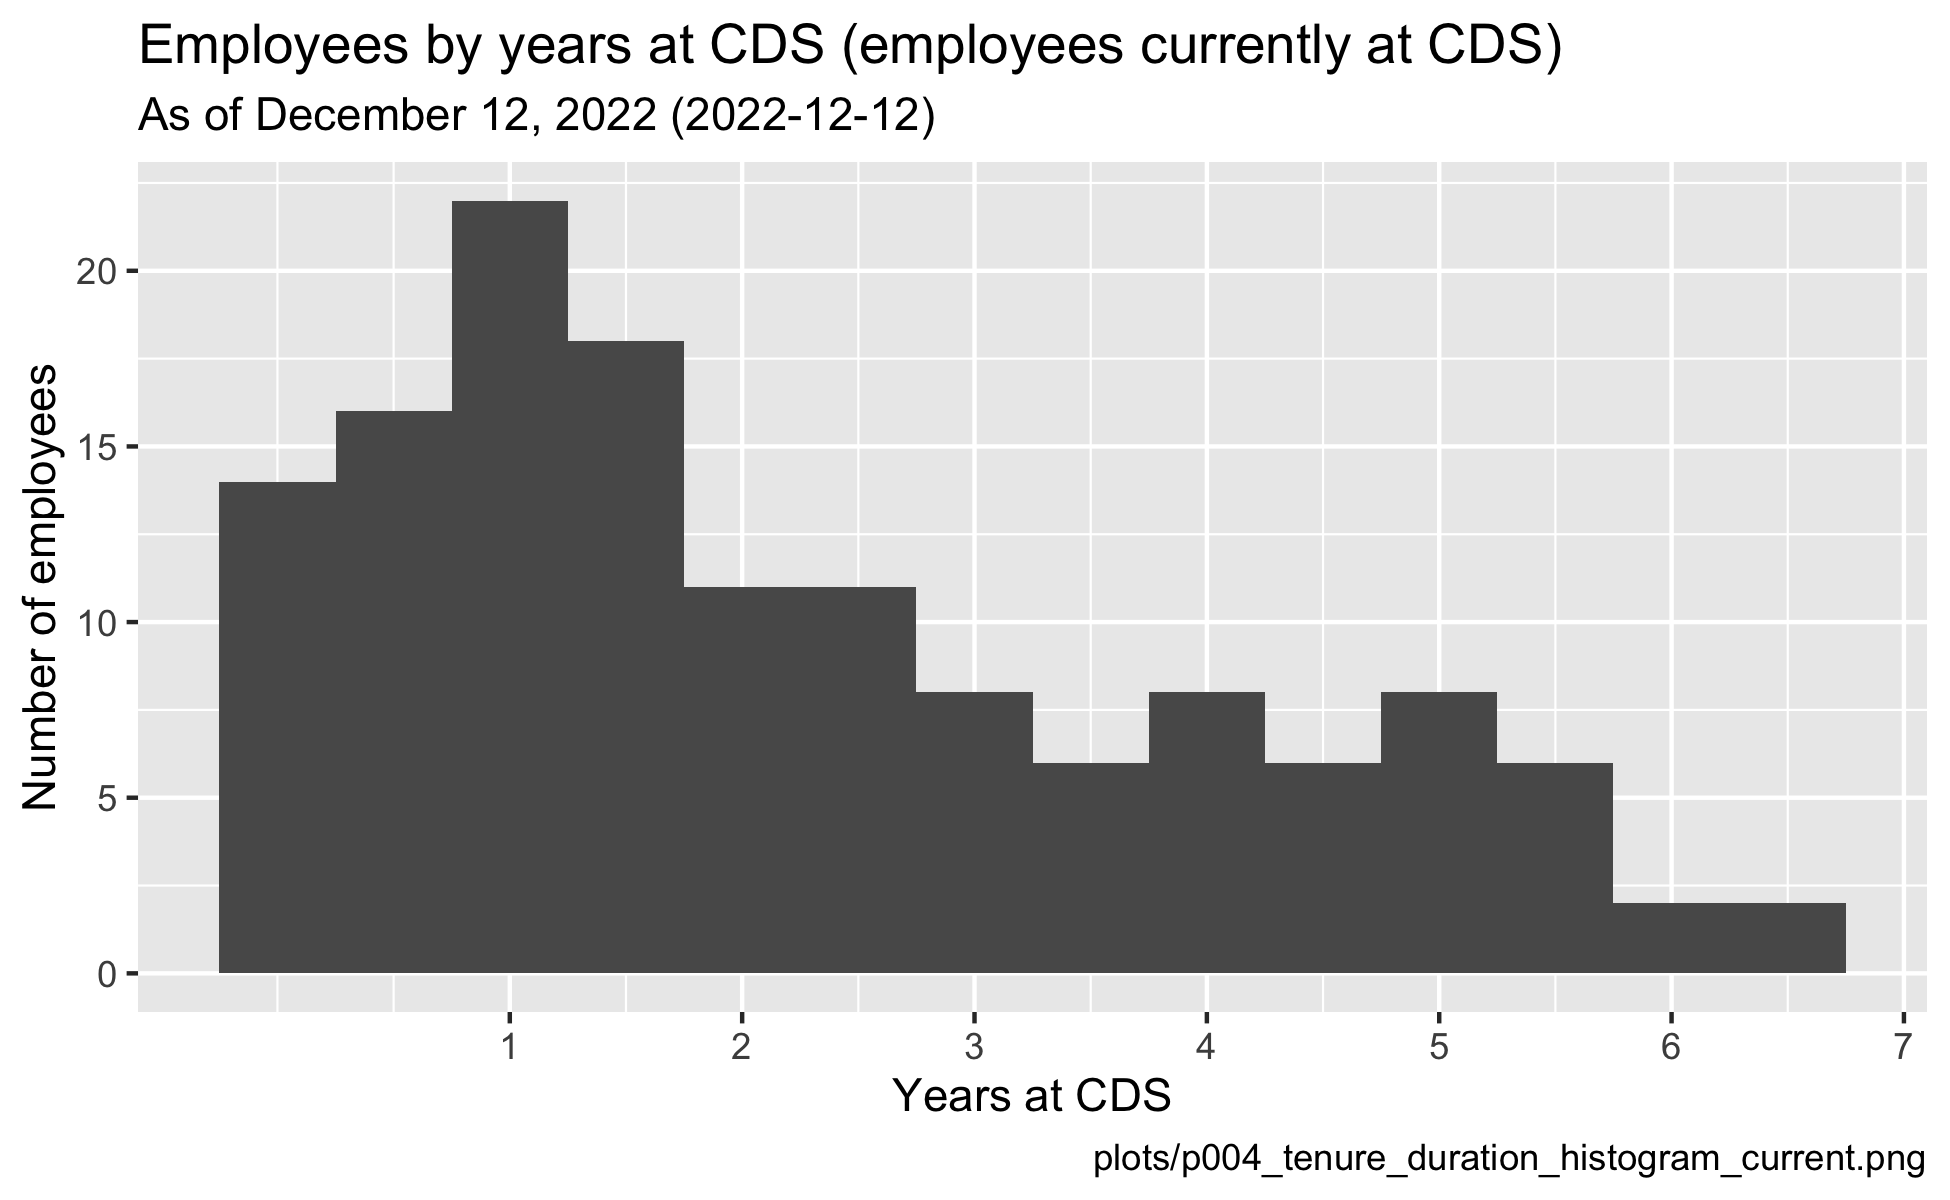 Employees by years at CDS (employees currently at CDS)
As of December 12, 2022 (2022-12-12)
Number of employees
20
15
10
5
0
1 2 3 4 5 6 7
Years at CDS
plots/p004_tenure_duration_histogram_current.png